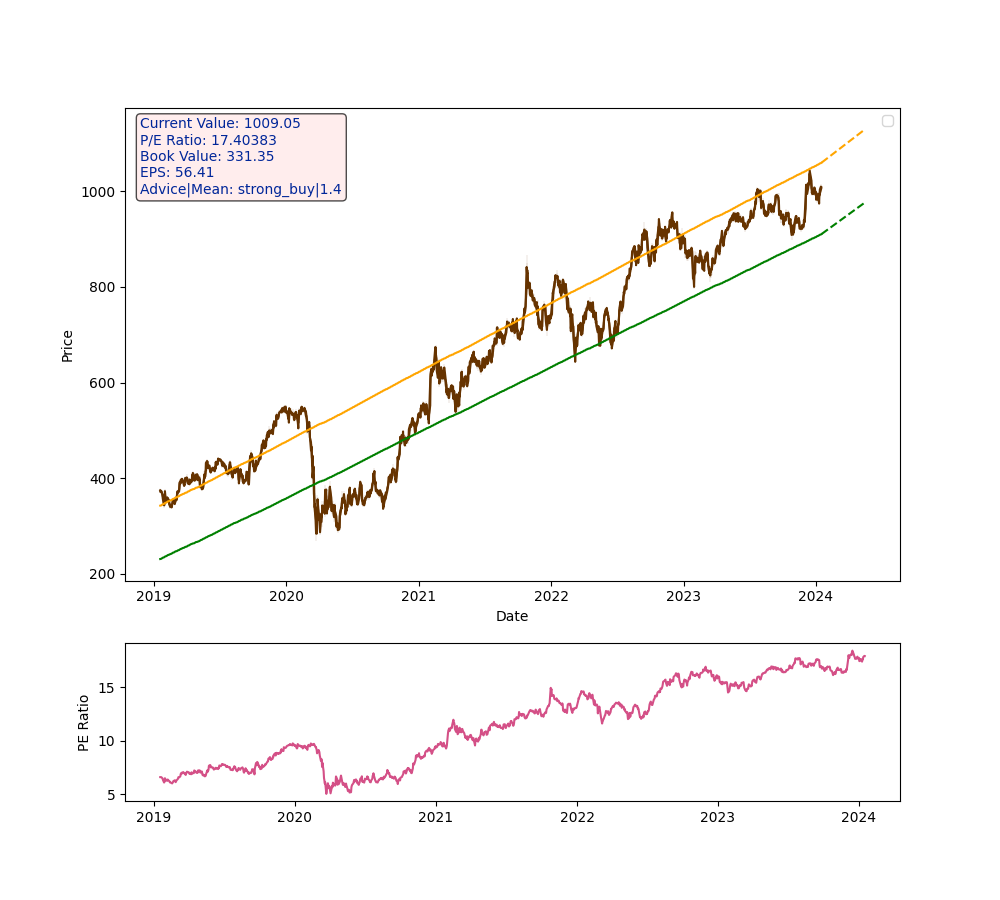 Current Value: 1009.05
P/E Ratio: 17.40383
Book Value: 331.35
EPS: 56.41
Advice|Mean: strong_buy|1.4
1000
800
600
400
200
Price
2019 2020 2021 2022 2023 2024
Date
15
10
5
PE Ratio
2019 2020 2021 2022 2023 2024